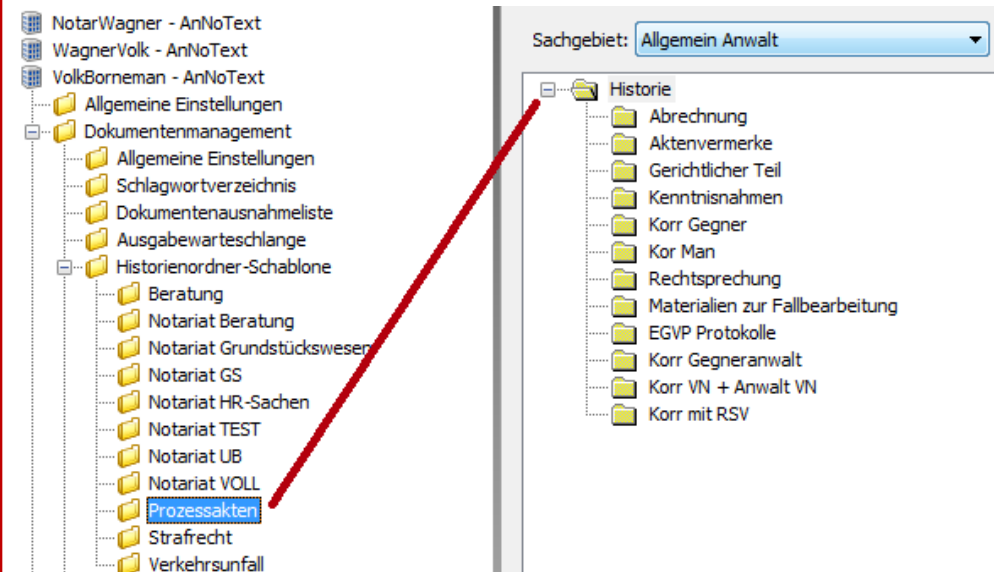 NotarWagner - AnNoText
WagnerVolk - AnNoText
VolkBorneman - AnNoText
Allgemeine Einstellungen
Dokumentenmanagement
Allgemeine Einstellungen
Schlagwortverzeichnis
Dokumentenausnahmeliste
Ausgabewarteschlange
Historienordner-Schablone
Beratung
Notariat Beratung
Notariat Grundstückswesen
Notariat GS
Notariat HR-Sachen
Notariat TEST
Notariat UB
Notariat VOLL
Prozessakten
Strafrecht
Verkehrsunfall
Sachgebiet: Allgemein Anwalt
Historie
Abrechnung
Aktenvermerke
Gerichtlicher Teil
Kenntnisnahmen
Korr Gegner
Kor Man
Rechtsprechung
Materialien zur Fallbearbeitung
EGVP Protokolle
Korr Gegneranwalt
Korr VN + Anwalt VN
Korr mit RSV